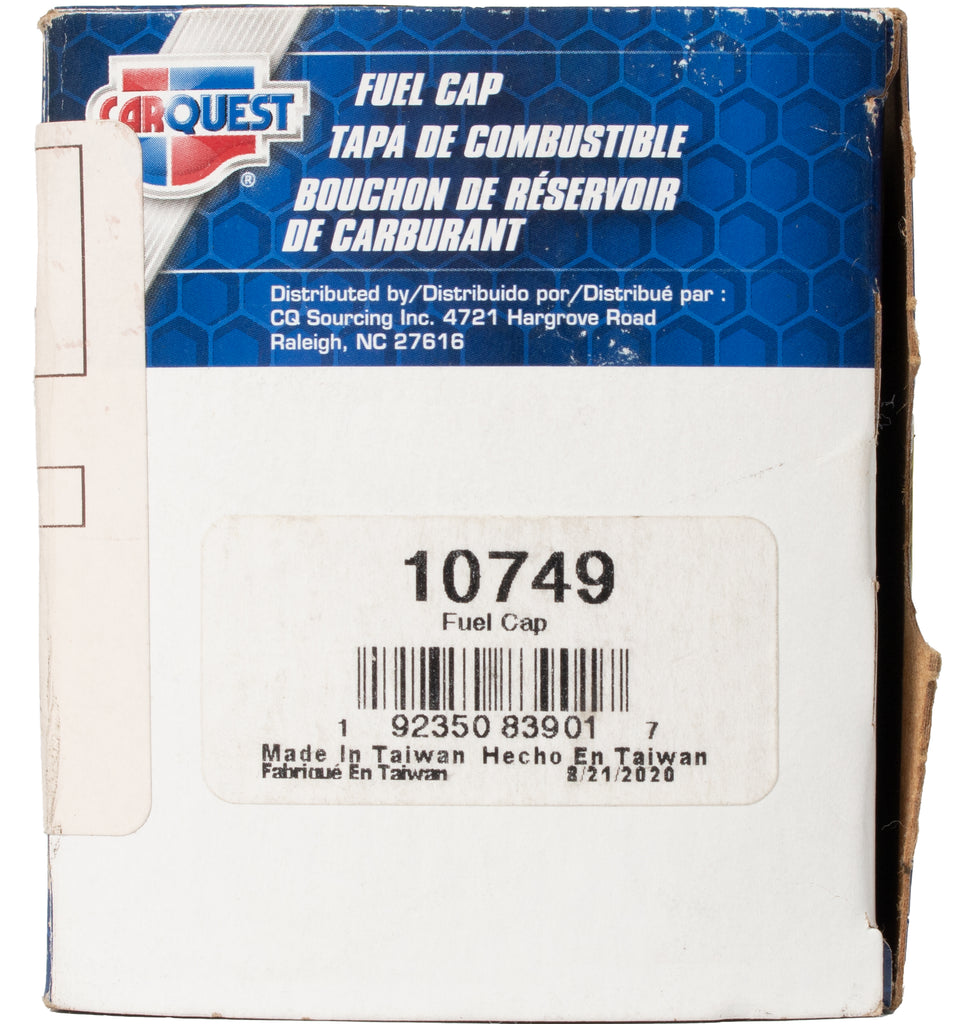 CARQUEST
®
FUEL CAP
TAPA DE COMBUSTIBLE
BOUCHON DE RÉSERVOIR
DE CARBURANT
Distributed by/Distribuido por/Distribué par :
CQ Sourcing Inc. 4721 Hargrove Road
Raleigh, NC 27616
10749
Fuel Cap
1 92350 83901 7
Made In Taiwan Hecho En Taiwan
Fabriqué En Taiwan 8/21/2020